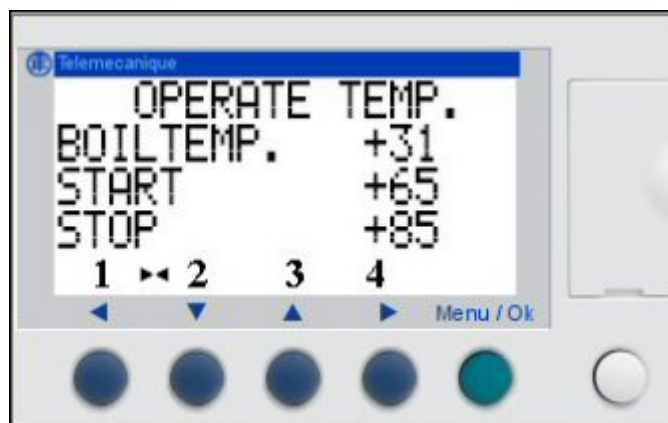 Telemecanique
OPERATE TEMP.
BOILTEMP. +31
START +65
STOP +85
1 2 3 4
Menu / Ok